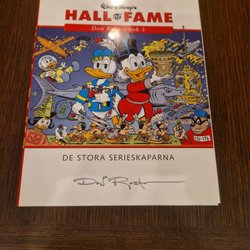 Walt Disney's
HALL OF FAME
Don Rosa – bok 3
DE STORA SERIESKAPARNA
Don Rosa